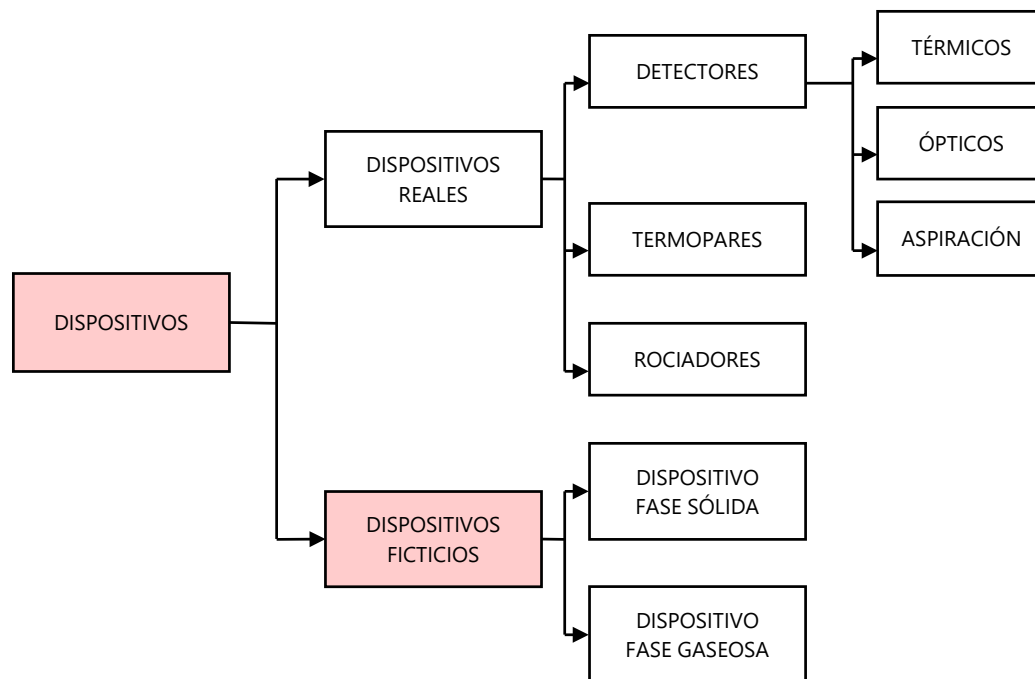 DISPOSITIVOS
DISPOSITIVOS
REALES
DETECTORES
TÉRMICOS
ÓPTICOS
ASPIRACIÓN
TERMOPARES
ROCIADORES
DISPOSITIVOS
FICTICIOS
DISPOSITIVO
FASE SÓLIDA
DISPOSITIVO
FASE GASEOSA